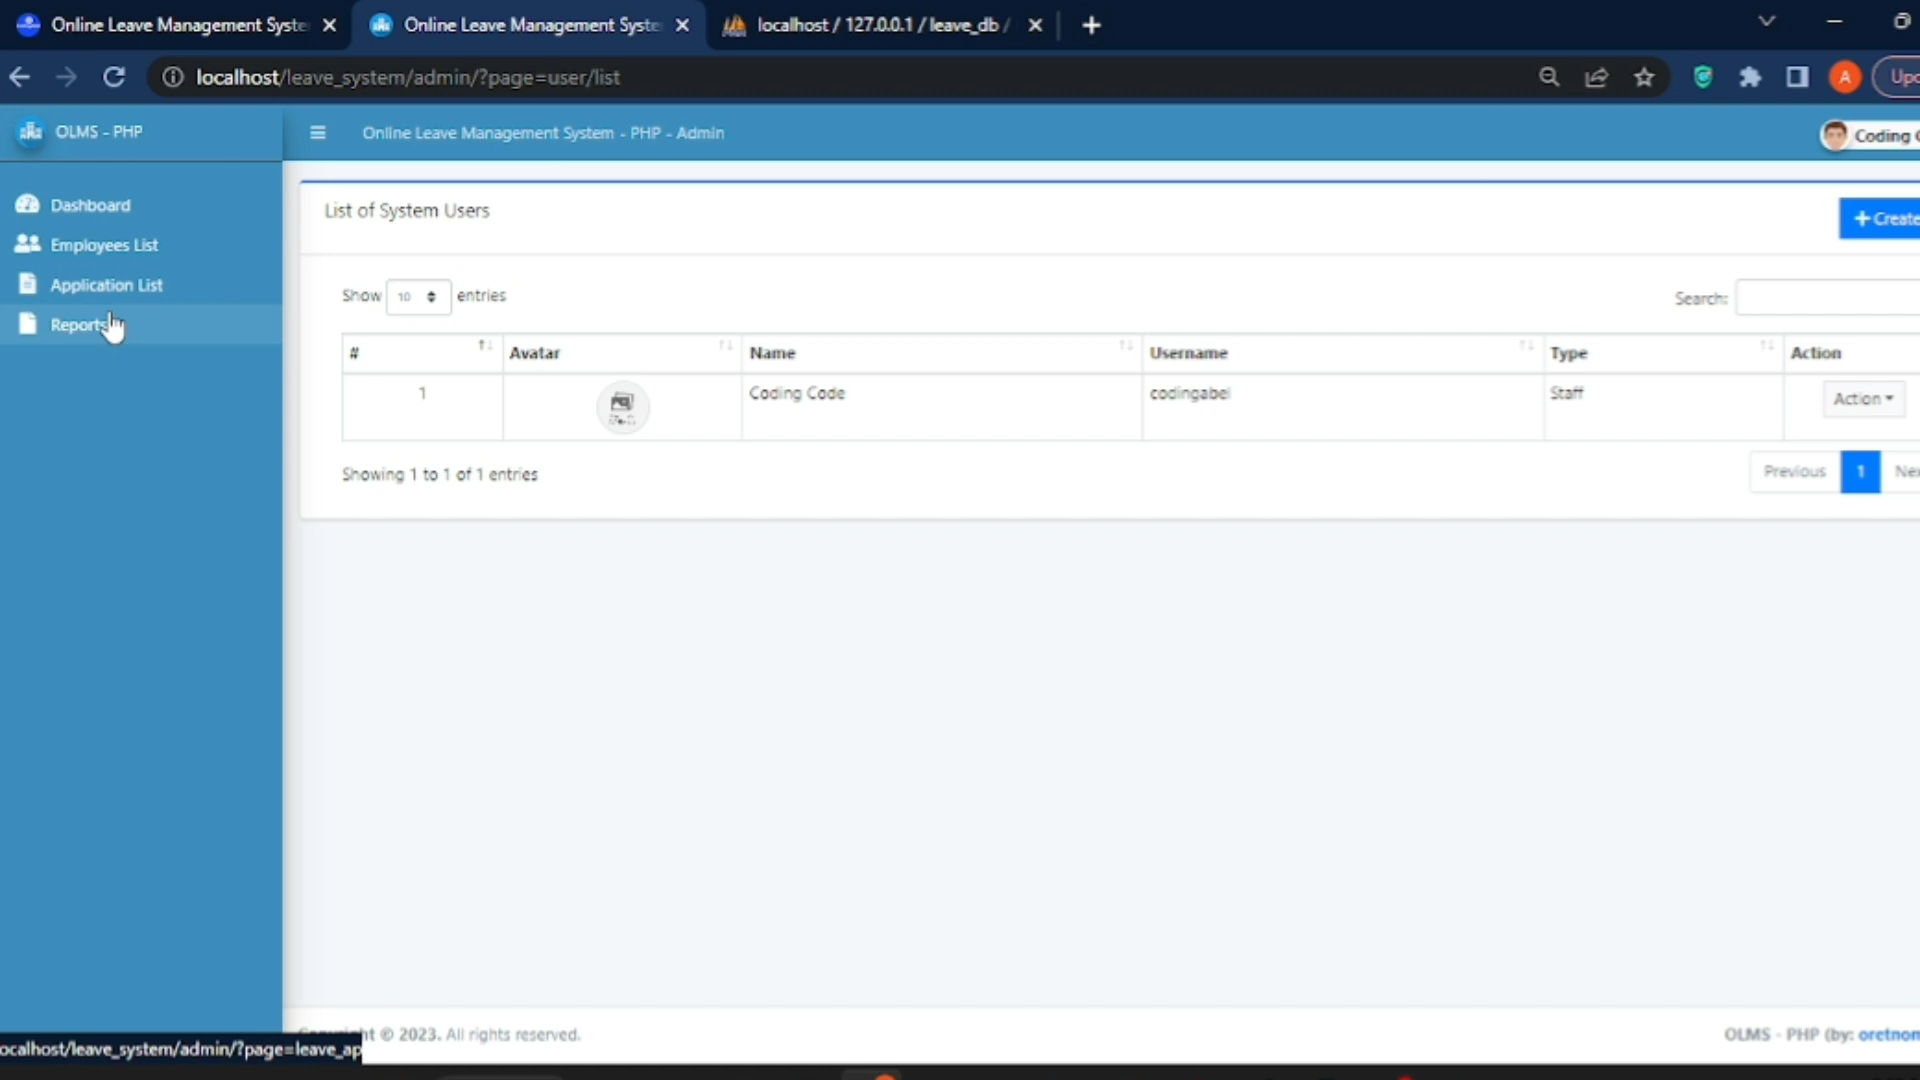 Online Leave Management Syste
Online Leave Management Syste
localhost / 127.0.0.1 / leave_db /
localhost/leave_system/admin/?page=user/list
A
OLMS - PHP
Online Leave Management System - PHP - Admin
Coding
Dashboard
Employees List
Application List
Reports
List of System Users
+ Create
Show 10 entries
Search:
# Avatar Name Username Type Action
1 Coding Code codingabel Staff Action
Showing 1 to 1 of 1 entries
Previous 1
© 2023. All rights reserved.
OLMS - PHP (by: oretnom
ocalhost/leave_system/admin/?page=leave_ap